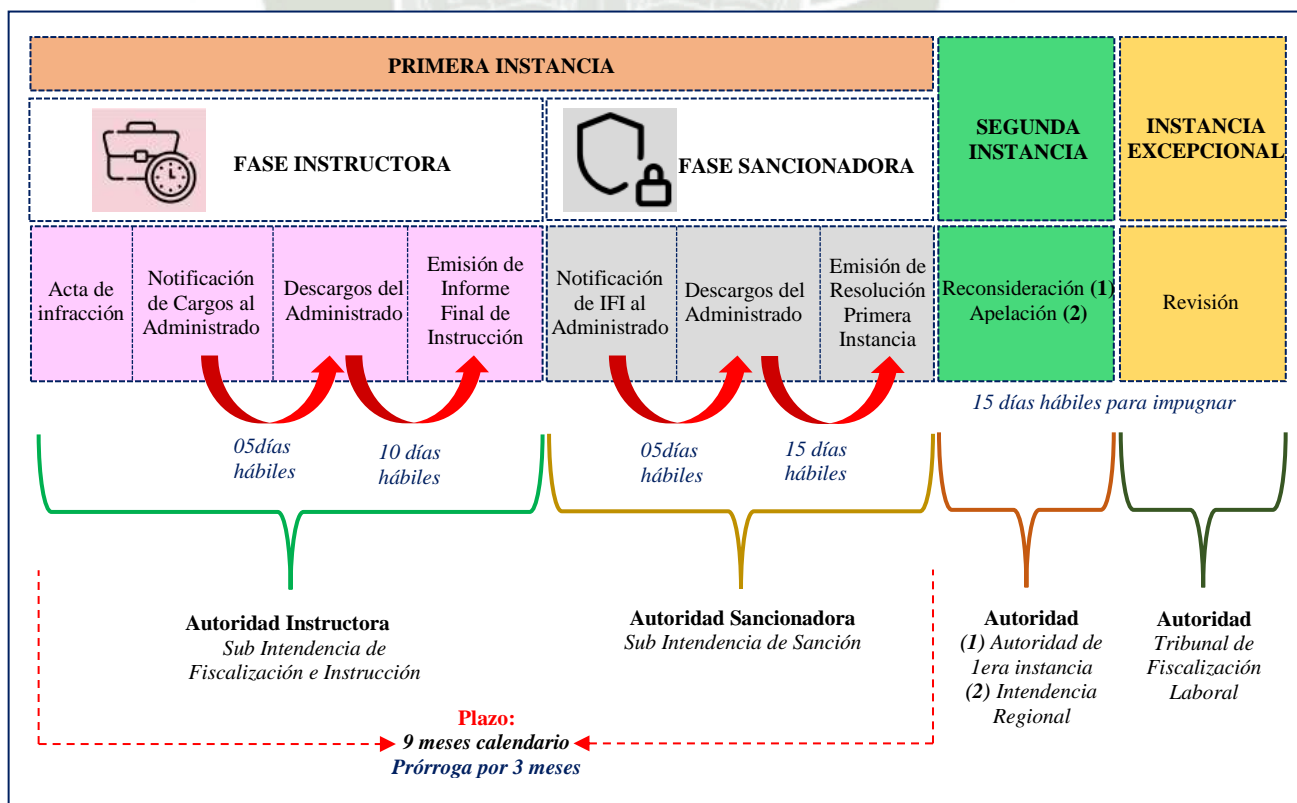 PRIMERA INSTANCIA
FASE INSTRUCTORA
FASE SANCIONADORA
SEGUNDA
INSTANCIA
INSTANCIA
EXCEPCIONAL
Acta de
infracción
Notificación
de Cargos al
Administrado
Descargos del
Administrado
Emisión de
Informe
Final de
Instrucción
Notificación
de IFI al
Administrado
Descargos del
Administrado
Emisión de
Resolución
Primera
Instancia
Reconsideración (1)
Apelación (2)
Revisión
05días
hábiles
10 días
hábiles
05días
hábiles
15 días
hábiles
15 días hábiles para impugnar
Autoridad Instructora
Sub Intendencia de
Fiscalización e Instrucción
Autoridad Sancionadora
Sub Intendencia de Sanción
Autoridad
(1) Autoridad de
1era instancia
(2) Intendencia
Regional
Autoridad
Tribunal de
Fiscalización
Laboral
Plazo:
9 meses calendario
Prórroga por 3 meses